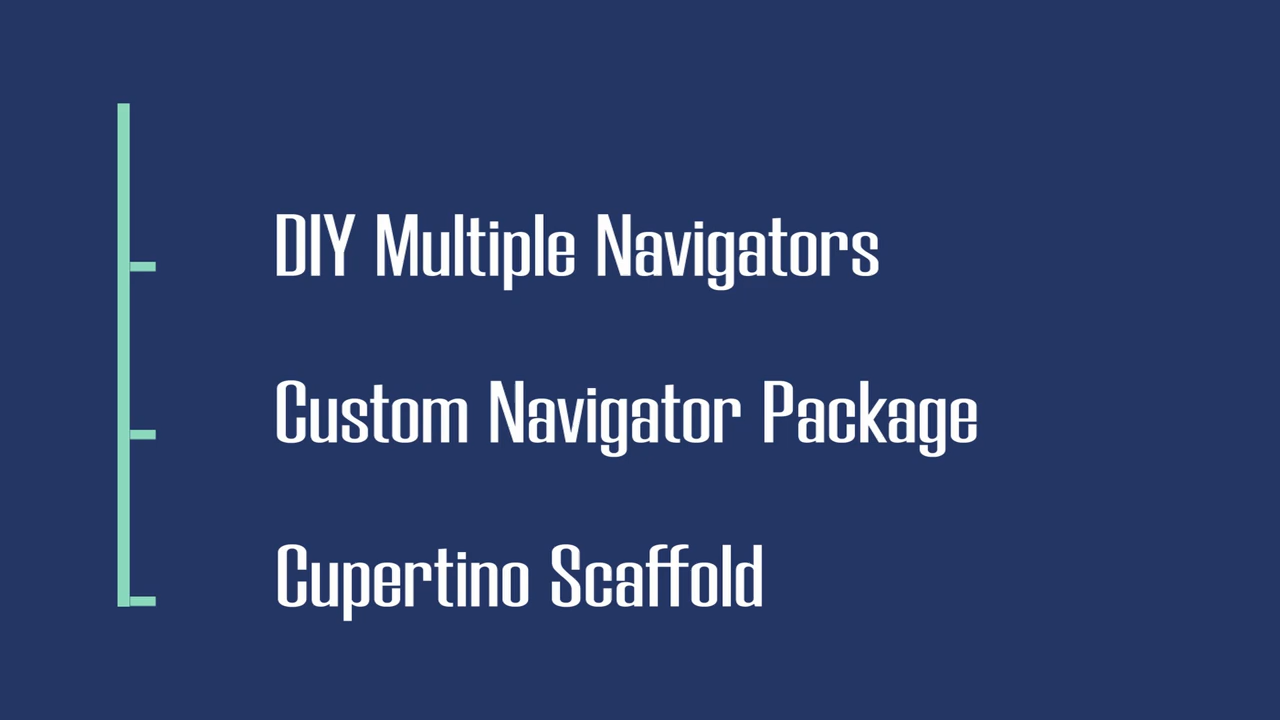 DIY Multiple Navigators
Custom Navigator Package
Cupertino Scaffold